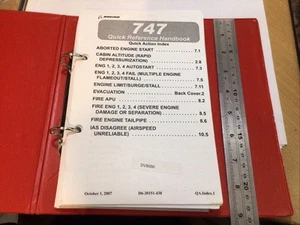 BOEING
747
Quick Reference Handbook
Quick Action Index
ABORTED ENGINE START 7.1
CABIN ALTITUDE (RAPID
DEPRESSURIZATION) 2.8
ENG 1, 2, 3, 4 AUTOSTART 7.2
ENG 1, 2, 3, 4 FAIL (MULTIPLE ENGINE
FLAMEOUT/STALL) 7.5
ENGINE LIMIT/SURGE/STALL 7.11
EVACUATION Back Cover.2
FIRE APU 8.2
FIRE ENG 1, 2, 3, 4 (SEVERE ENGINE
DAMAGE OR SEPARATION) 8.5
FIRE ENGINE TAILPIPE 8.6
IAS DISAGREE (AIRSPEED
UNRELIABLE) 10.5
October 1, 2007 QA.Index.1